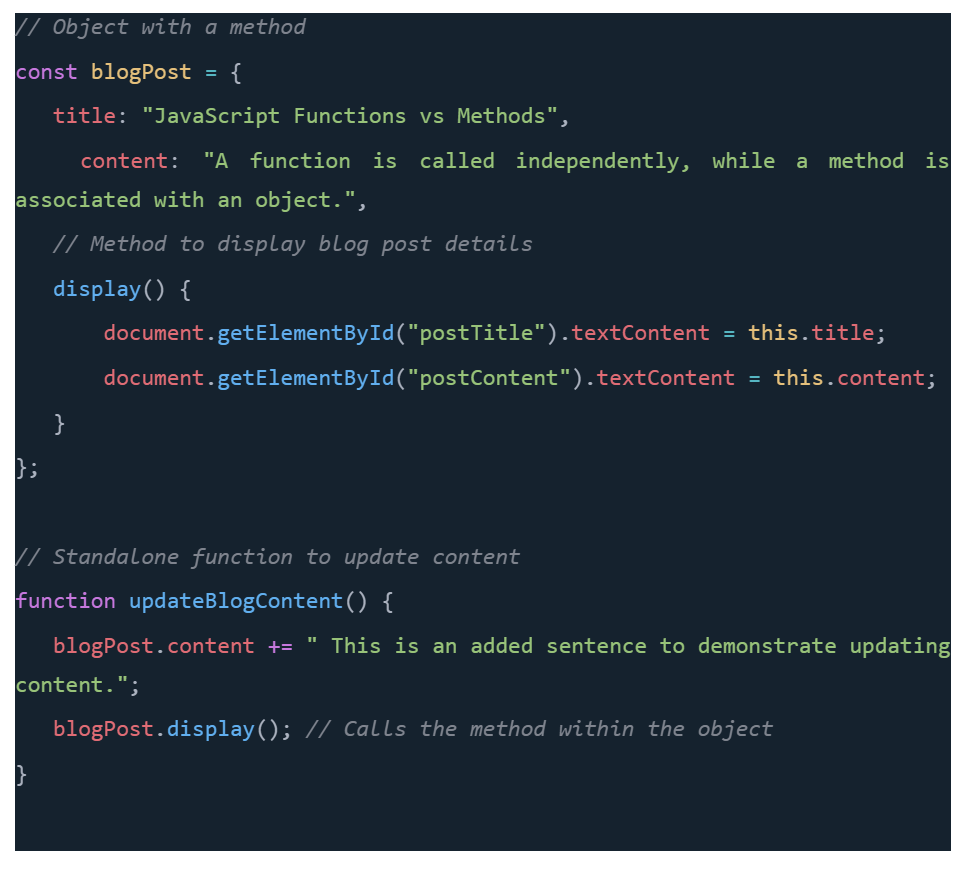 // Object with a method
const blogPost = {
title: "JavaScript Functions vs Methods",
content: "A function is called independently, while a method is
associated with an object.",
// Method to display blog post details
display() {
document.getElementById("postTitle").textContent = this.title;
document.getElementById("postContent").textContent = this.content;
}
};
// Standalone function to update content
function updateBlogContent() {
blogPost.content += " This is an added sentence to demonstrate updating
content.";
blogPost.display(); // Calls the method within the object
}